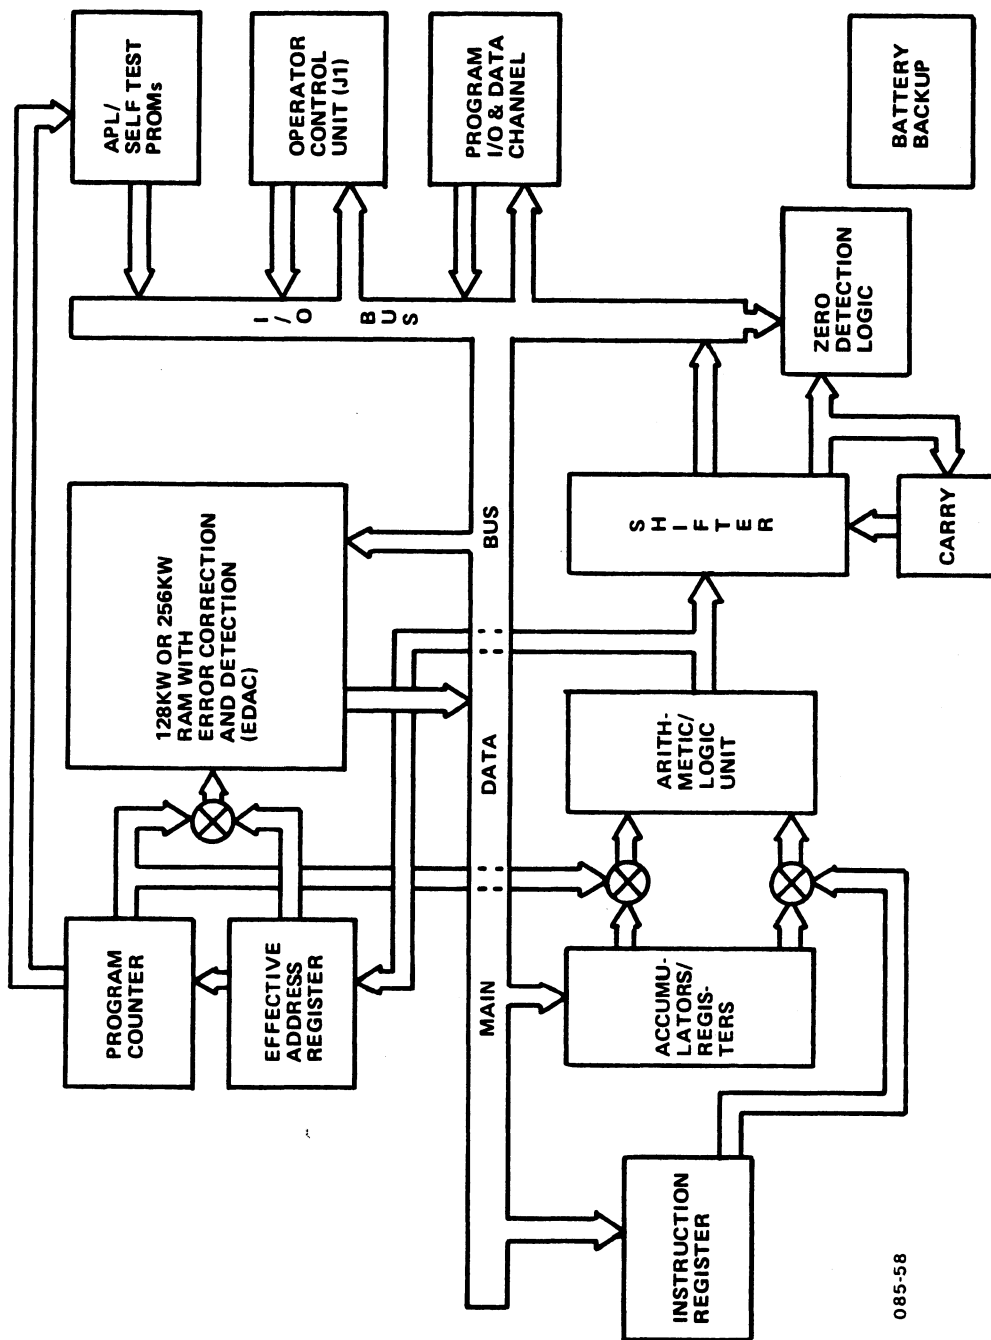 PROGRAM
COUNTER
EFFECTIVE
ADDRESS
REGISTER
128KW OR 256KW
RAM WITH
ERROR CORRECTION
AND DETECTION
(EDAC)
APL/
SELF TEST
PROMs
OPERATOR
CONTROL
UNIT (J1)
PROGRAM
I/O & DATA
CHANNEL
I/O BUS
MAIN DATA BUS
INSTRUCTION
REGISTER
ACCUMU-
LATORS/
REGIS-
TERS
ARITH-
METIC/
LOGIC
UNIT
SHIFTER
CARRY
ZERO
DETECTION
LOGIC
BATTERY
BACKUP
085-58